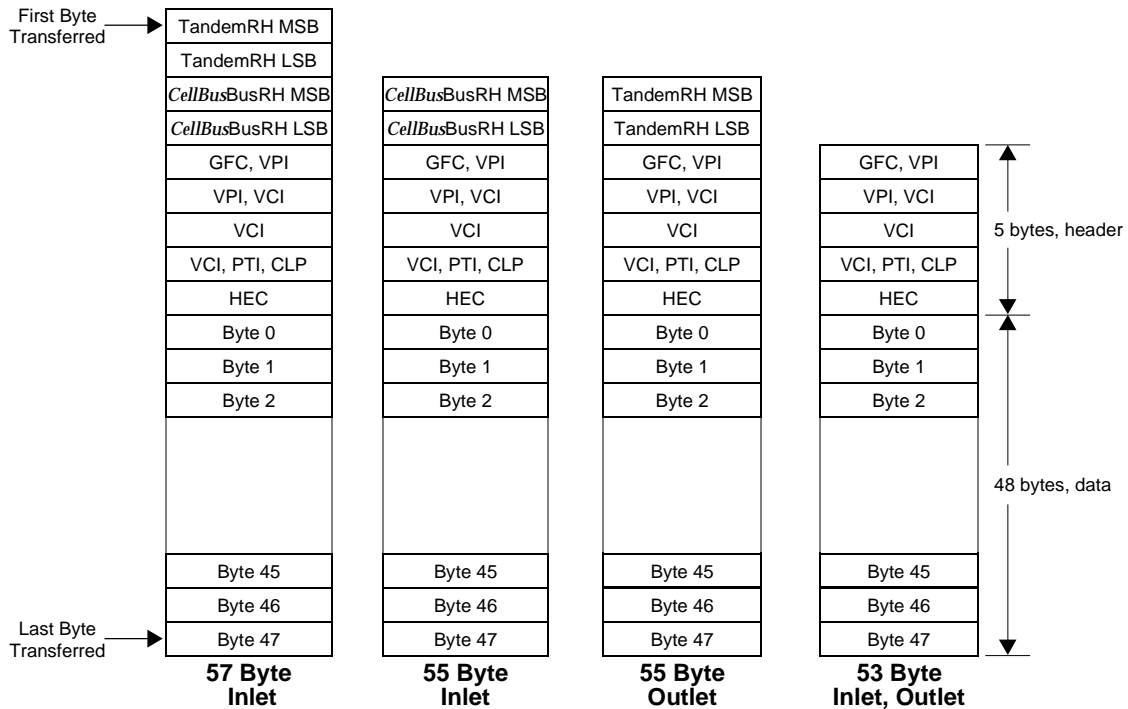 First Byte
Transferred
TandemRH MSB
TandemRH LSB
CellBusBusRH MSB
CellBusBusRH LSB
GFC, VPI
VPI, VCI
VCI
VCI, PTI, CLP
HEC
Byte 0
Byte 1
Byte 2
Byte 45
Byte 46
Byte 47
Last Byte
Transferred
57 Byte
Inlet
CellBusBusRH MSB
CellBusBusRH LSB
GFC, VPI
VPI, VCI
VCI
VCI, PTI, CLP
HEC
Byte 0
Byte 1
Byte 2
Byte 45
Byte 46
Byte 47
55 Byte
Inlet
TandemRH MSB
TandemRH LSB
GFC, VPI
VPI, VCI
VCI
VCI, PTI, CLP
HEC
Byte 0
Byte 1
Byte 2
Byte 45
Byte 46
Byte 47
55 Byte
Outlet
GFC, VPI
VPI, VCI
VCI
VCI, PTI, CLP
HEC
Byte 0
Byte 1
Byte 2
Byte 45
Byte 46
Byte 47
53 Byte
Inlet, Outlet
5 bytes, header
48 bytes, data